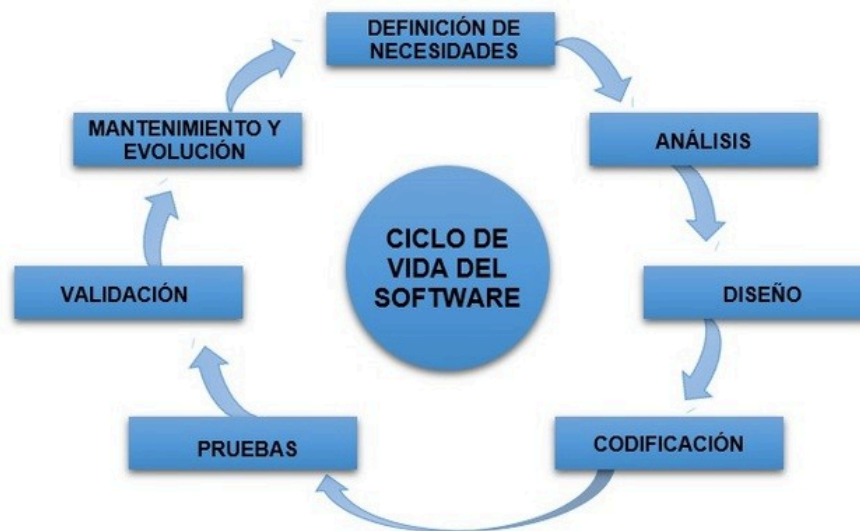 DEFINICIÓN DE
NECESIDADES
ANÁLISIS
DISEÑO
CODIFICACIÓN
PRUEBAS
VALIDACIÓN
MANTENIMIENTO Y
EVOLUCIÓN
CICLO DE
VIDA DEL
SOFTWARE